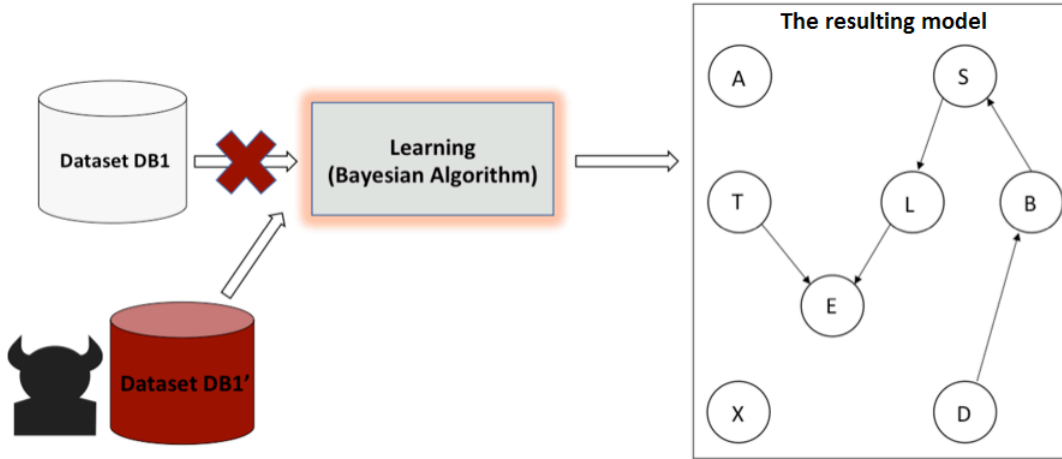 The resulting model
Dataset DB1
Learning
(Bayesian Algorithm)
Dataset DB1'
A
S
T
L
B
E
X
D